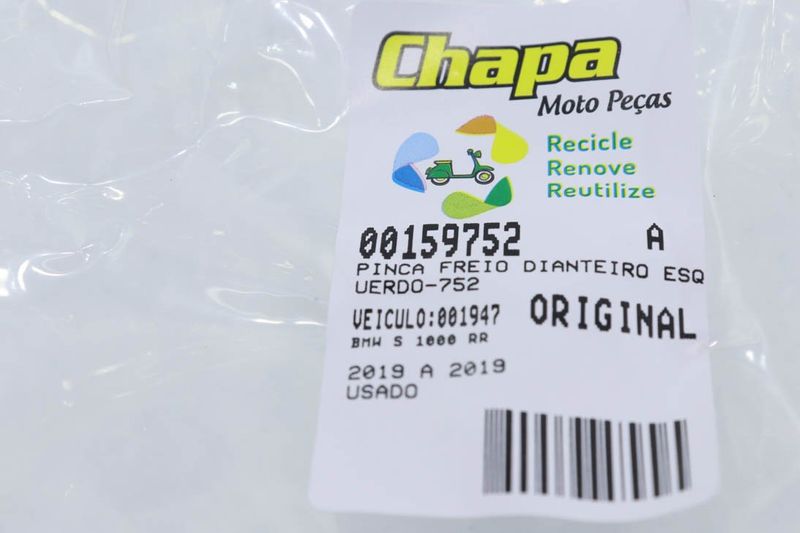 Chapa
Moto Peças
Recicle
Renove
Reutilize
00159752 A
PINCA FREIO DIANTEIRO ESQ
UERDO-752
VEICULO:001947 ORIGINAL
BMW S 1000 RR
2019 A 2019
USADO